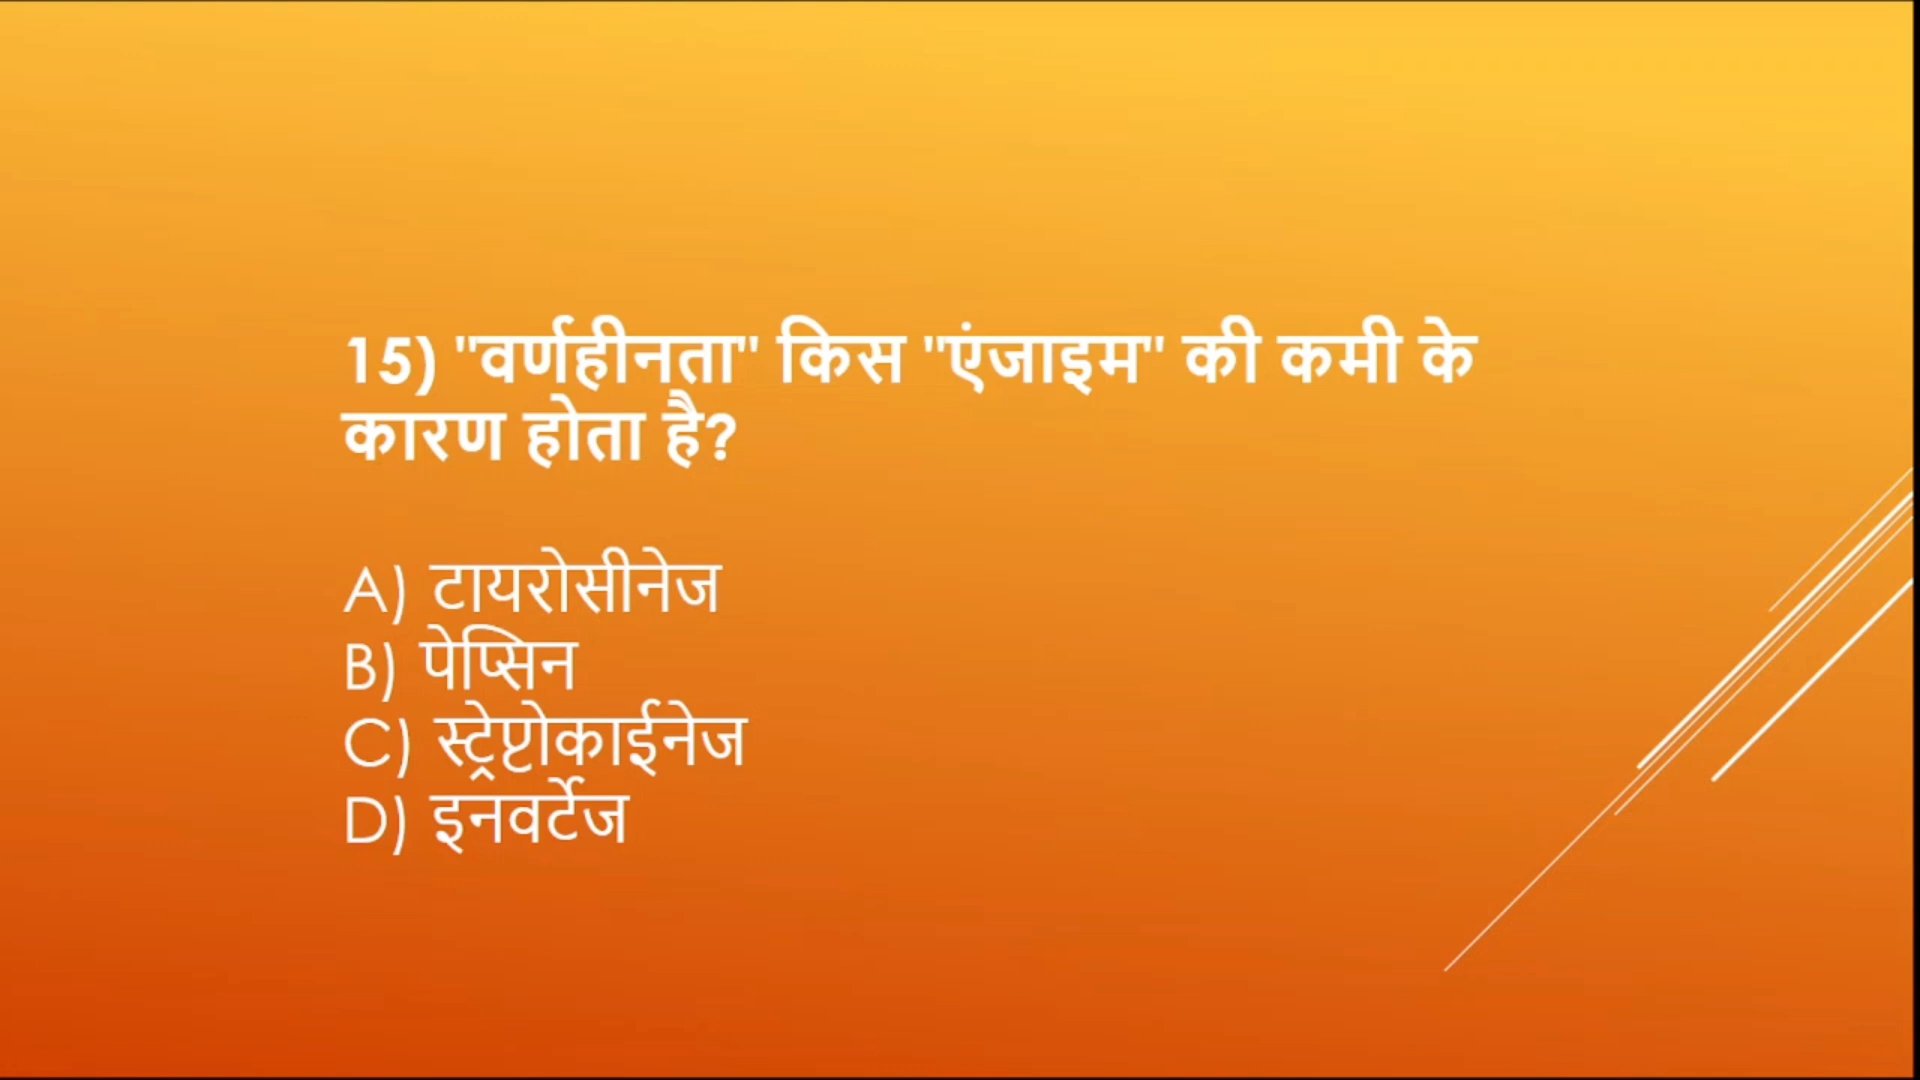 15) "वर्णहीनता" किस "एंजाइम" की कमी के
कारण होता है?
A) टायरोसीनेज
B) पेप्सिन
C) स्ट्रेप्टोकाईनेज
D) इनवर्टेज